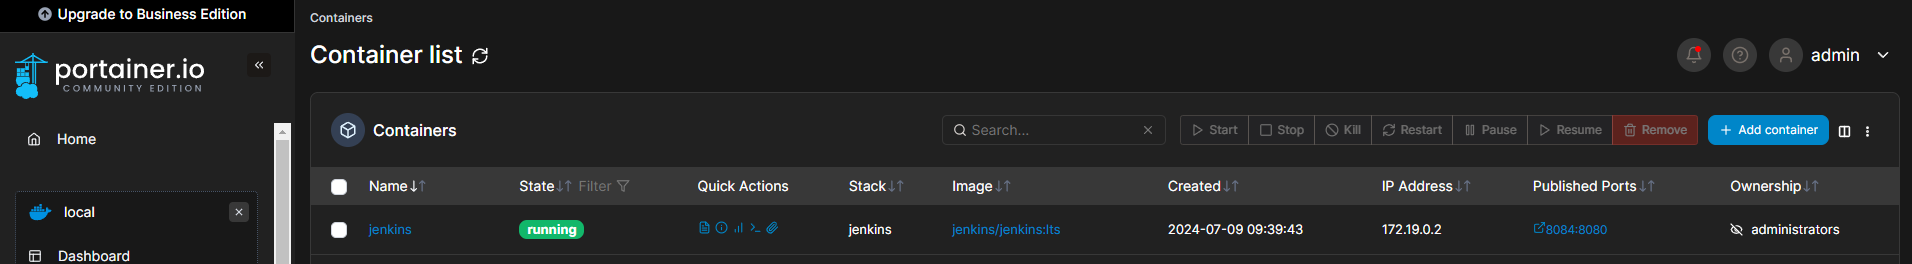 Upgrade to Business Edition
portainer.io
COMMUNITY EDITION
Home
local
Dashboard
Containers
Container list
admin
Containers
Search...
Start
Stop
Kill
Restart
Pause
Resume
Remove
Add container
Name State Filter Quick Actions Stack Image Created IP Address Published Ports Ownership
jenkins running jenkins jenkins/jenkins:lts 2024-07-09 09:39:43 172.19.0.2 8084:8080 administrators